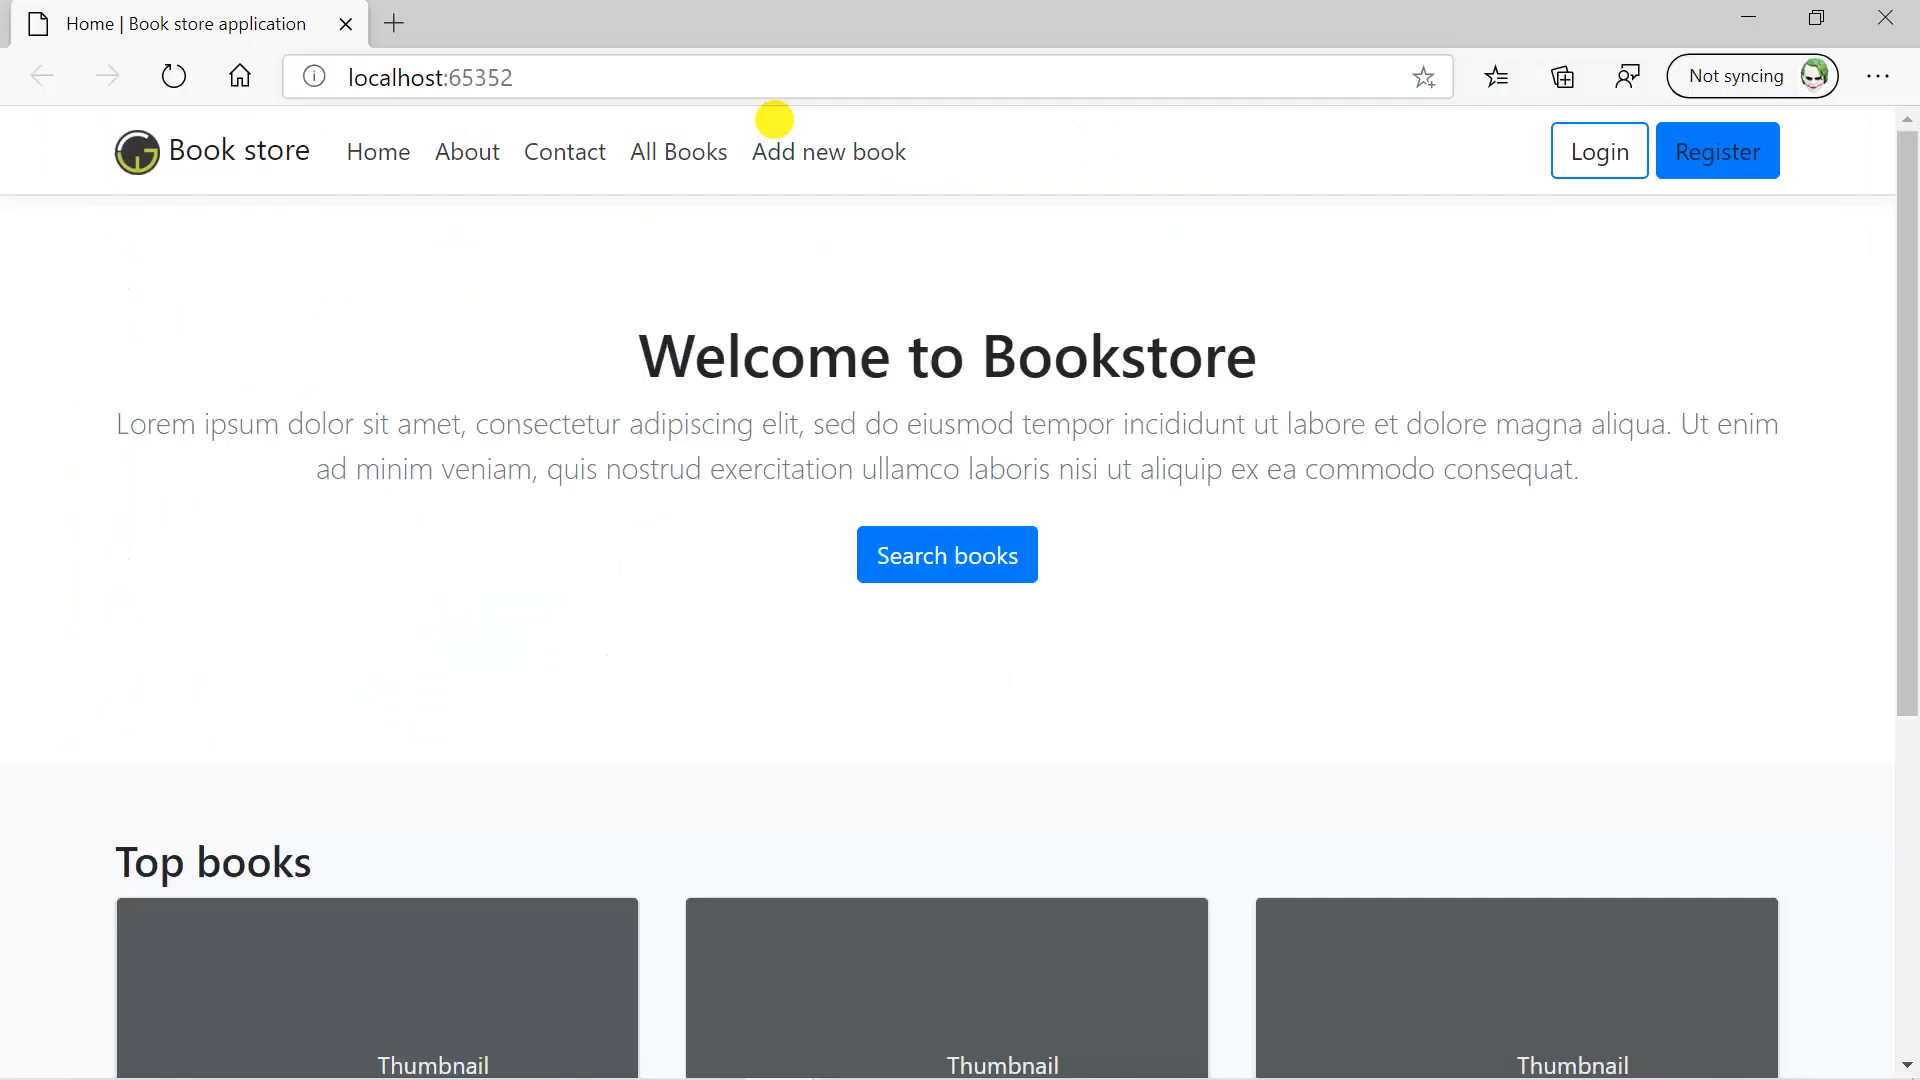 Home | Book store application
localhost:65352
Not syncing
Book store Home About Contact All Books Add new book Login Register
Welcome to Bookstore
Lorem ipsum dolor sit amet, consectetur adipiscing elit, sed do eiusmod tempor incididunt ut labore et dolore magna aliqua. Ut enim
ad minim veniam, quis nostrud exercitation ullamco laboris nisi ut aliquip ex ea commodo consequat.
Search books
Top books
Thumbnail Thumbnail Thumbnail